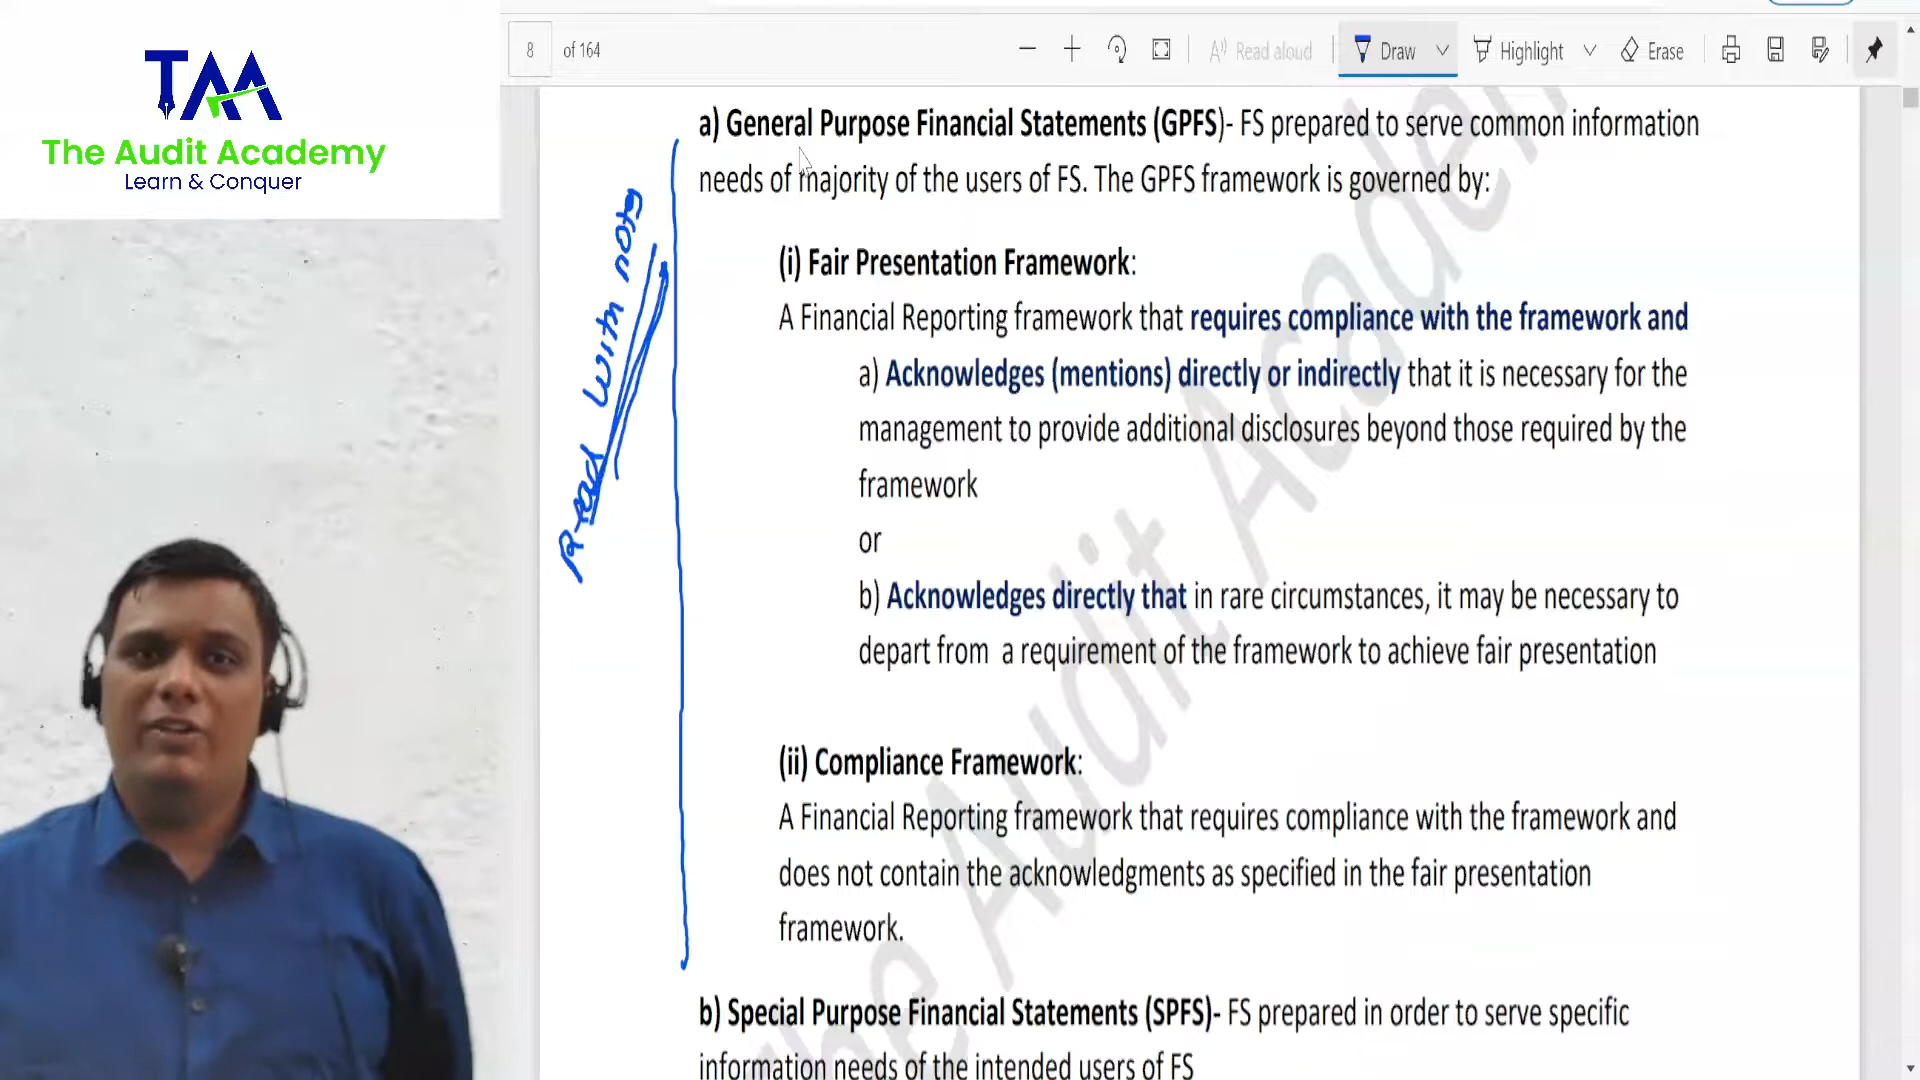 TAA
The Audit Academy
Learn & Conquer
8 of 164
Read aloud
Draw
Highlight
Erase
a) General Purpose Financial Statements (GPFS)- FS prepared to serve common information
needs of majority of the users of FS. The GPFS framework is governed by:
(i) Fair Presentation Framework:
A Financial Reporting framework that requires compliance with the framework and
a) Acknowledges (mentions) directly or indirectly that it is necessary for the
management to provide additional disclosures beyond those required by the
framework
or
b) Acknowledges directly that in rare circumstances, it may be necessary to
depart from a requirement of the framework to achieve fair presentation
(ii) Compliance Framework:
A Financial Reporting framework that requires compliance with the framework and
does not contain the acknowledgments as specified in the fair presentation
framework.
b) Special Purpose Financial Statements (SPFS)- FS prepared in order to serve specific
information needs of the intended users of FS
Read with note
The Audit Academy